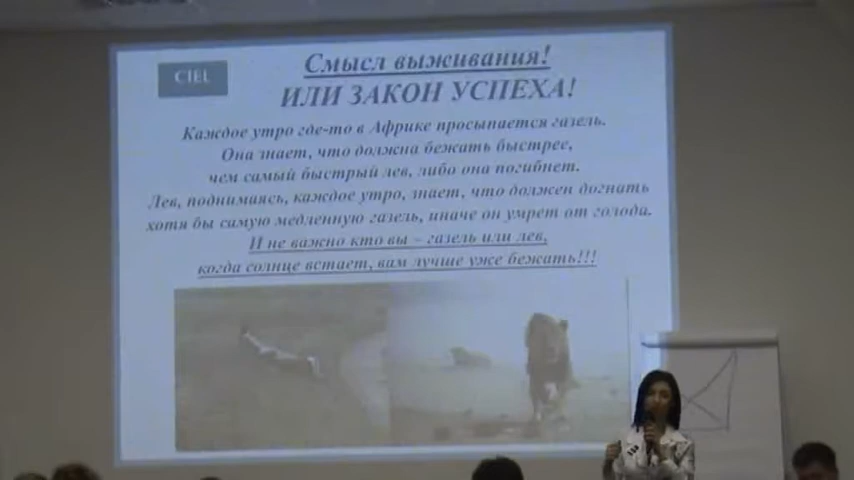 CIEL
Смысл выживания!
ИЛИ ЗАКОН УСПЕХА!
Каждое утро где-то в Африке просыпается газель.
Она знает, что должна бежать быстрее,
чем самый быстрый лев, либо она погибнет.
Лев, поднимаясь, каждое утро, знает, что должен догнать
хотя бы самую медленную газель, иначе он умрет от голода.
И не важно кто вы – газель или лев,
когда солнце встает, вам лучше уже бежать!!!